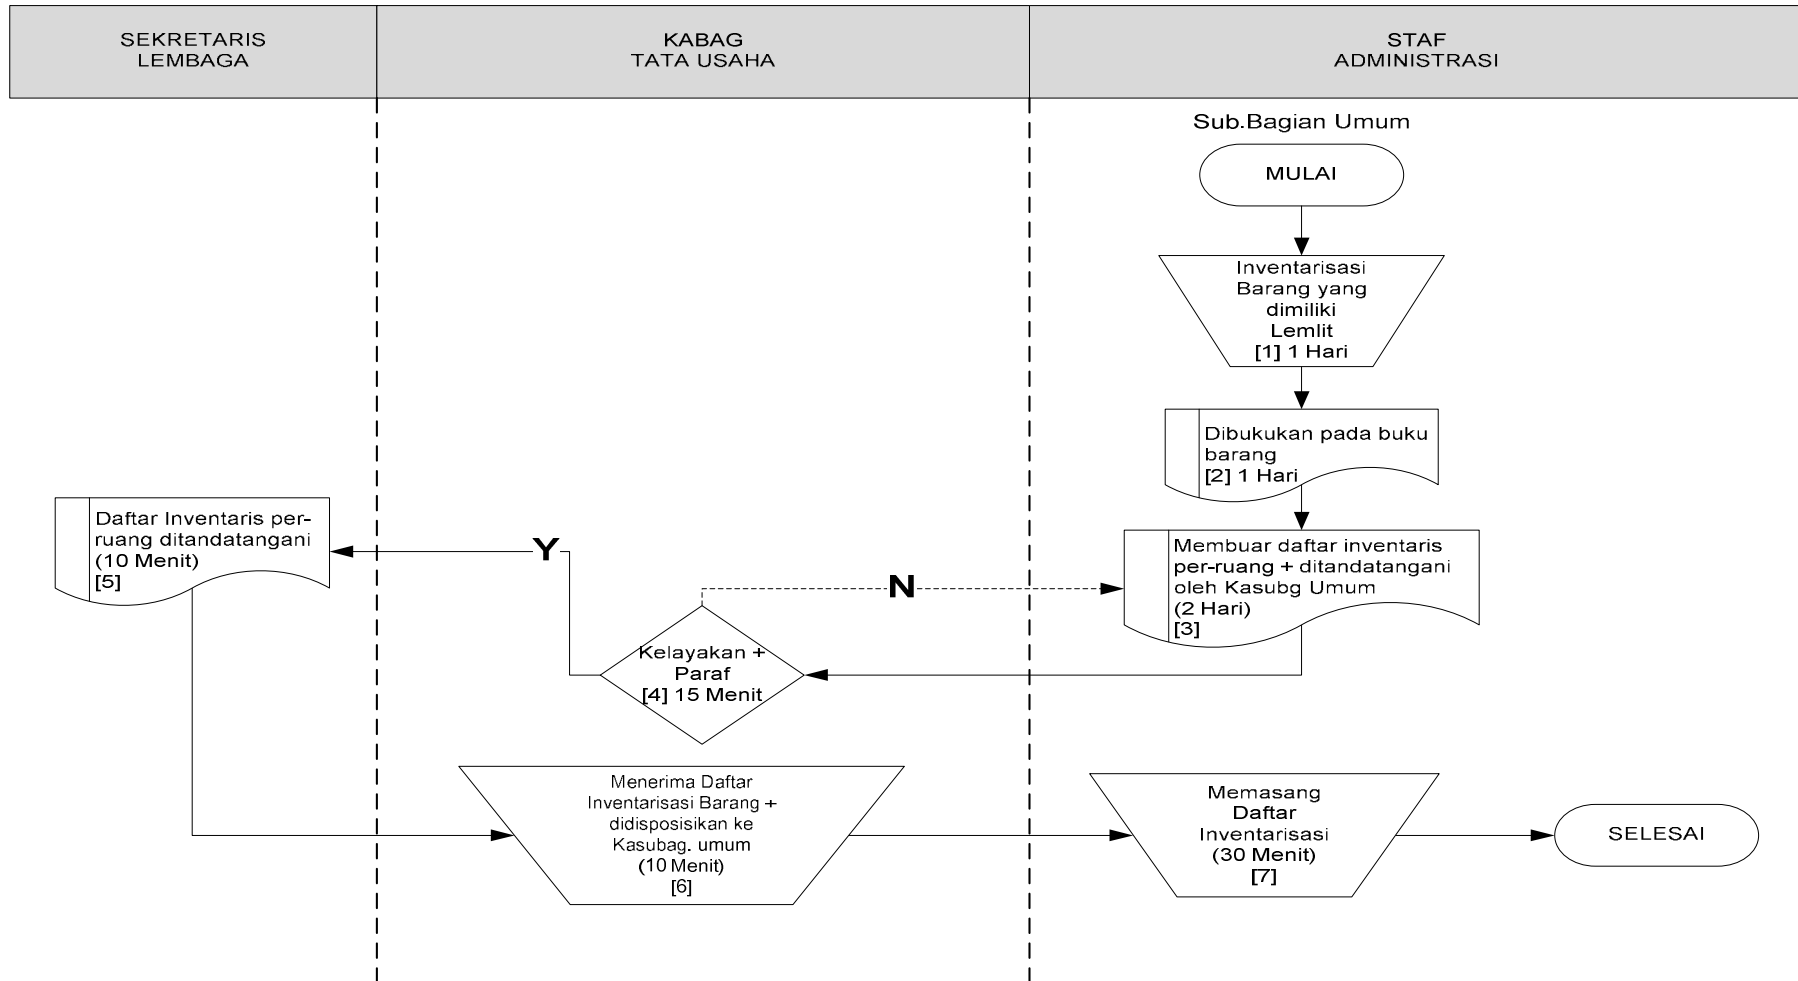 SEKRETARIS
LEMBAGA
KABAG
TATA USAHA
STAF
ADMINISTRASI
Sub.Bagian Umum
MULAI
Inventarisasi
Barang yang
dimiliki
Lemlit
[1] 1 Hari
Dibukukan pada buku
barang
[2] 1 Hari
Membuar daftar inventaris
per-ruang + ditandatangani
oleh Kasubg Umum
(2 Hari)
[3]
N
Kelayakan +
Paraf
[4] 15 Menit
Y
Daftar Inventaris per-
ruang ditandatangani
(10 Menit)
[5]
Menerima Daftar
Inventarisasi Barang +
didisposisikan ke
Kasubag. umum
(10 Menit)
[6]
Memasang
Daftar
Inventarisasi
(30 Menit)
[7]
SELESAI